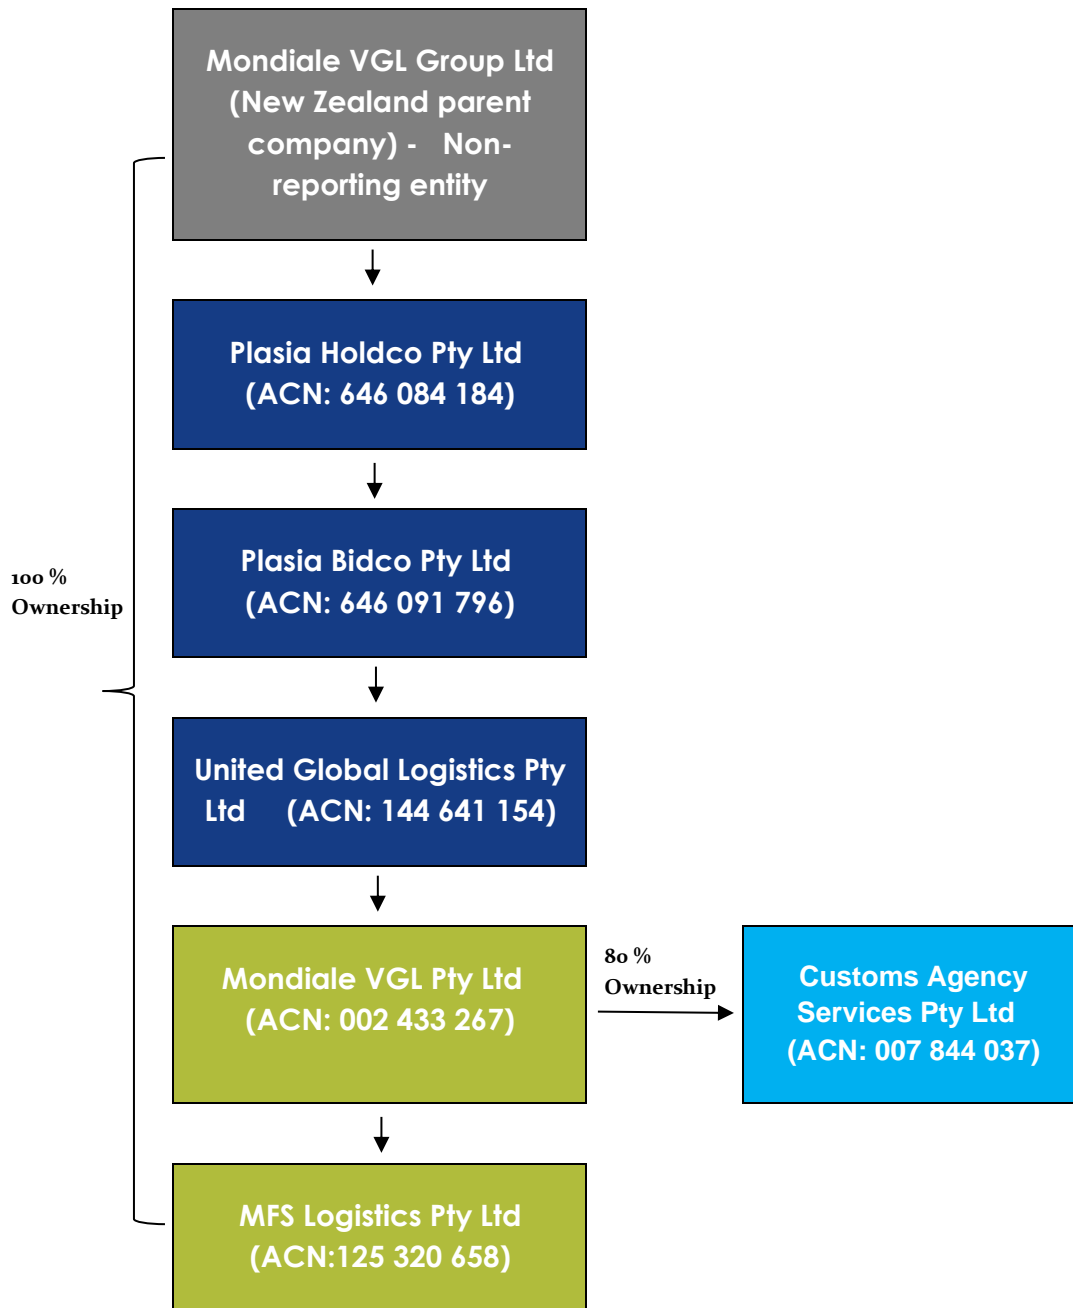 Mondiale VGL Group Ltd
(New Zealand parent
company) - Non-
reporting entity
Plasia Holdco Pty Ltd
(ACN: 646 084 184)
Plasia Bidco Pty Ltd
(ACN: 646 091 796)
100 %
Ownership
United Global Logistics Pty
Ltd (ACN: 144 641 154)
Mondiale VGL Pty Ltd
(ACN: 002 433 267)
80 %
Ownership
Customs Agency
Services Pty Ltd
(ACN: 007 844 037)
MFS Logistics Pty Ltd
(ACN:125 320 658)